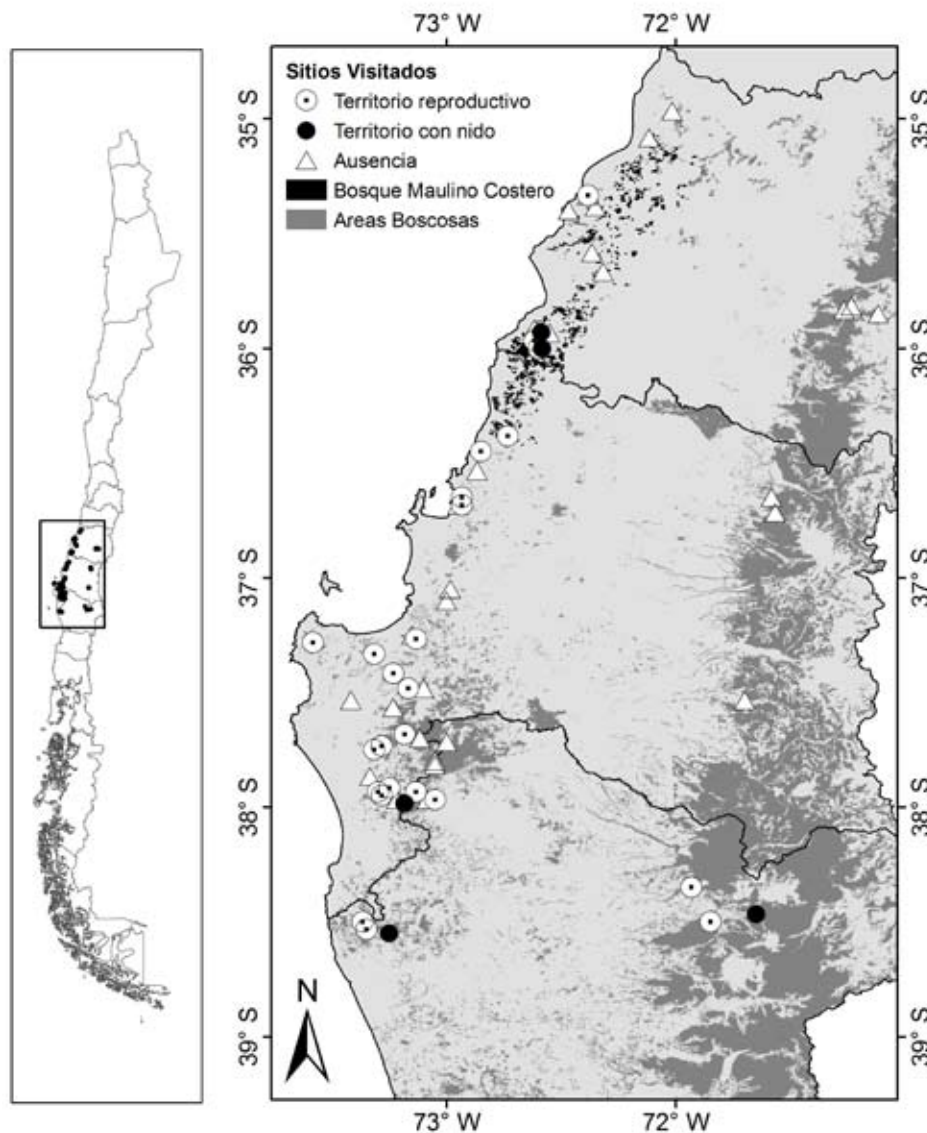 73° W 72° W
Sitios Visitados
Territorio reproductivo
Territorio con nido
Ausencia
Bosque Maulino Costero
Areas Boscosas
35° S 35° S
36° S 36° S
37° S 37° S
38° S 38° S
39° S 39° S
N
73° W 72° W